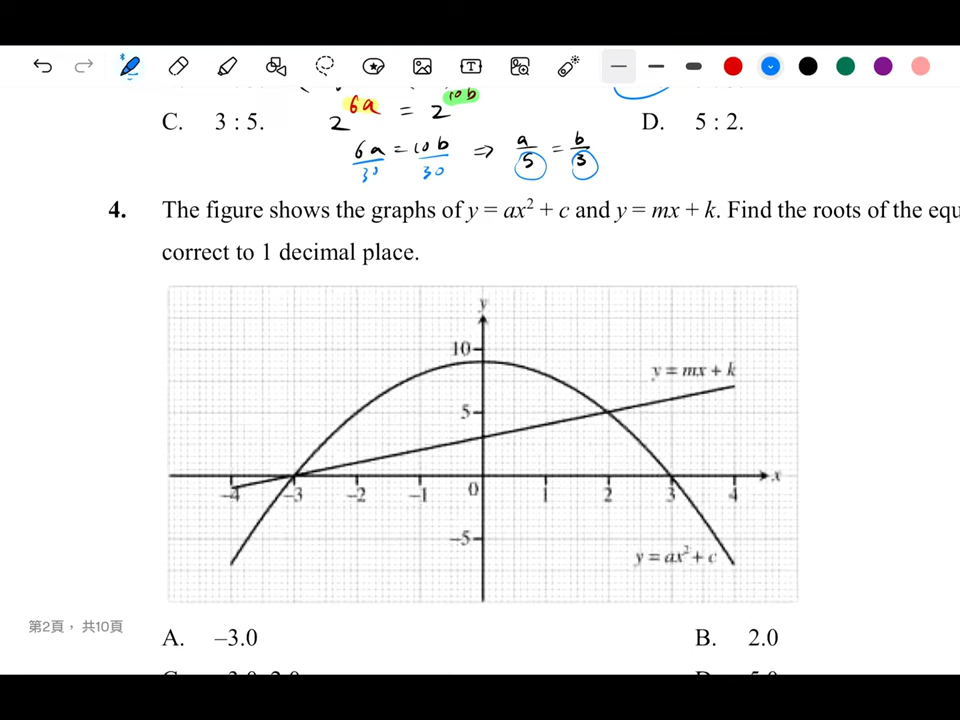 C. 3 : 5.
2^6a = 2^10b
D. 5 : 2.
6a/30 = 10b/30 ⇒ a/5 = b/3
4. The figure shows the graphs of y = ax² + c and y = mx + k. Find the roots of the
correct to 1 decimal place.
y
10
y = mx + k
5
–4 –3 –2 –1 0 1 2 3 4 x
–5
y = ax² + c
第2頁，共10頁
A. –3.0
B. 2.0